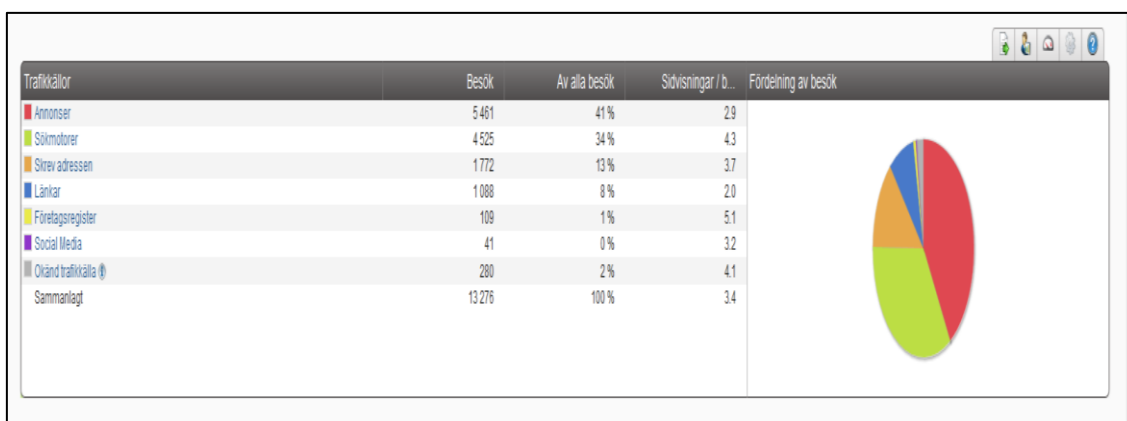 Trafikkällor Besök Av alla besök Sidvisningar / b... Fördelning av besök
Annonser 5 461 41 % 2.9
Sökmotorer 4 525 34 % 4.3
Skrev adressen 1 772 13 % 3.7
Länkar 1 088 8 % 2.0
Företagsregister 109 1 % 5.1
Social Media 41 0 % 3.2
Okänd trafikkälla 280 2 % 4.1
Sammanlagt 13 276 100 % 3.4